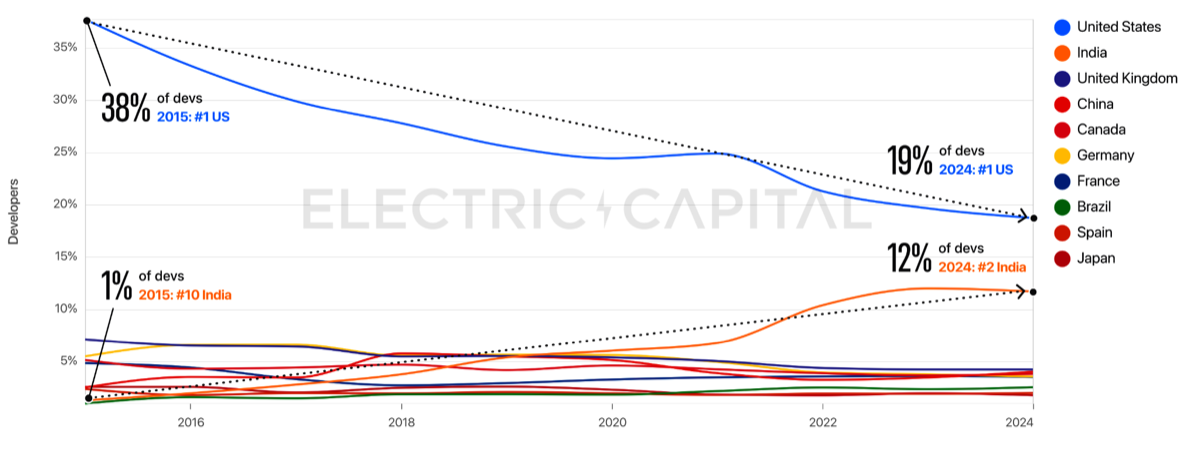 35%
30%
25%
20%
15%
10%
5%
Developers
38% of devs
2015: #1 US
1% of devs
2015: #10 India
ELECTRIC CAPITAL
19% of devs
2024: #1 US
12% of devs
2024: #2 India
2016
2018
2020
2022
2024
United States
India
United Kingdom
China
Canada
Germany
France
Brazil
Spain
Japan